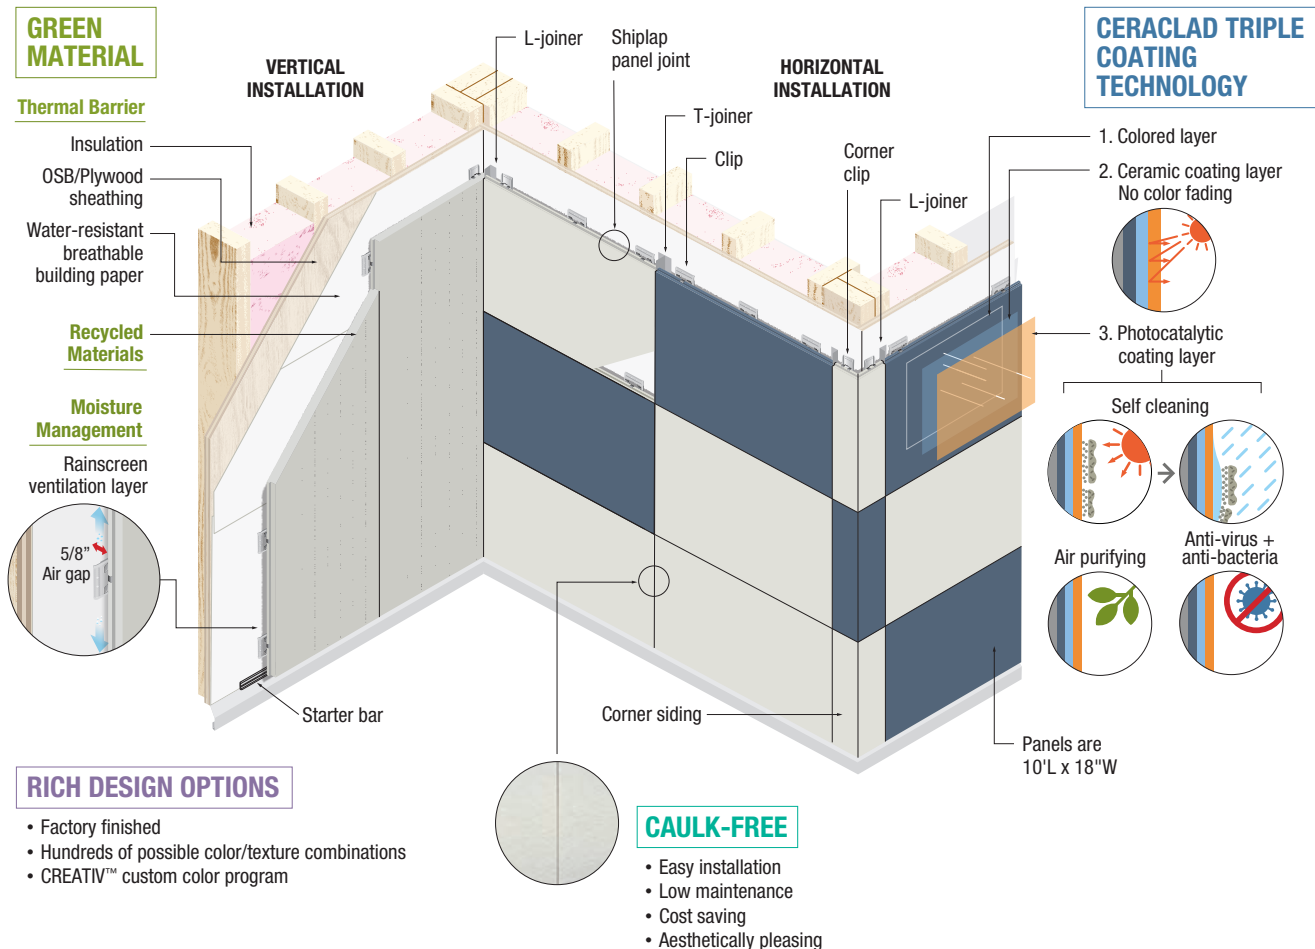 GREEN
MATERIAL
Thermal Barrier
Insulation
OSB/Plywood
sheathing
Water-resistant
breathable
building paper
Recycled
Materials
Moisture
Management
Rainscreen
ventilation layer
5/8”
Air gap
VERTICAL
INSTALLATION
L-joiner
Shiplap
panel joint
HORIZONTAL
INSTALLATION
T-joiner
Clip
Corner
clip
L-joiner
Starter bar
Corner siding
Panels are
10'L x 18"W
CERACLAD TRIPLE
COATING
TECHNOLOGY
1. Colored layer
2. Ceramic coating layer
No color fading
3. Photocatalytic
coating layer
Self cleaning
Air purifying
Anti-virus +
anti-bacteria
RICH DESIGN OPTIONS
• Factory finished
• Hundreds of possible color/texture combinations
• CREATIV™ custom color program
CAULK-FREE
• Easy installation
• Low maintenance
• Cost saving
• Aesthetically pleasing